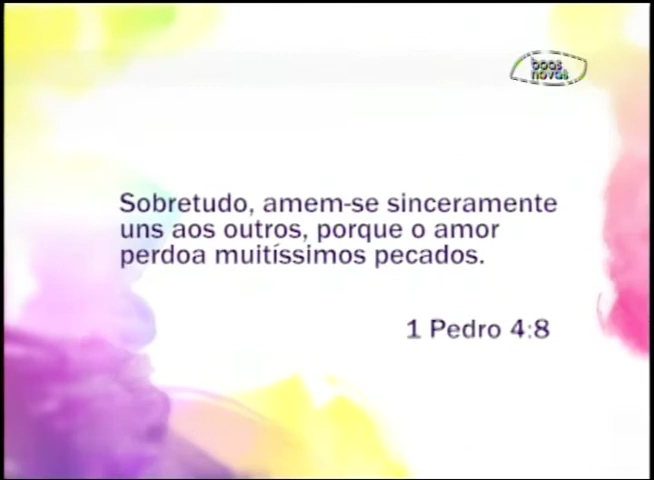 boas
novas
Sobretudo, amem-se sinceramente
uns aos outros, porque o amor
perdoa muitíssimos pecados.
1 Pedro 4:8